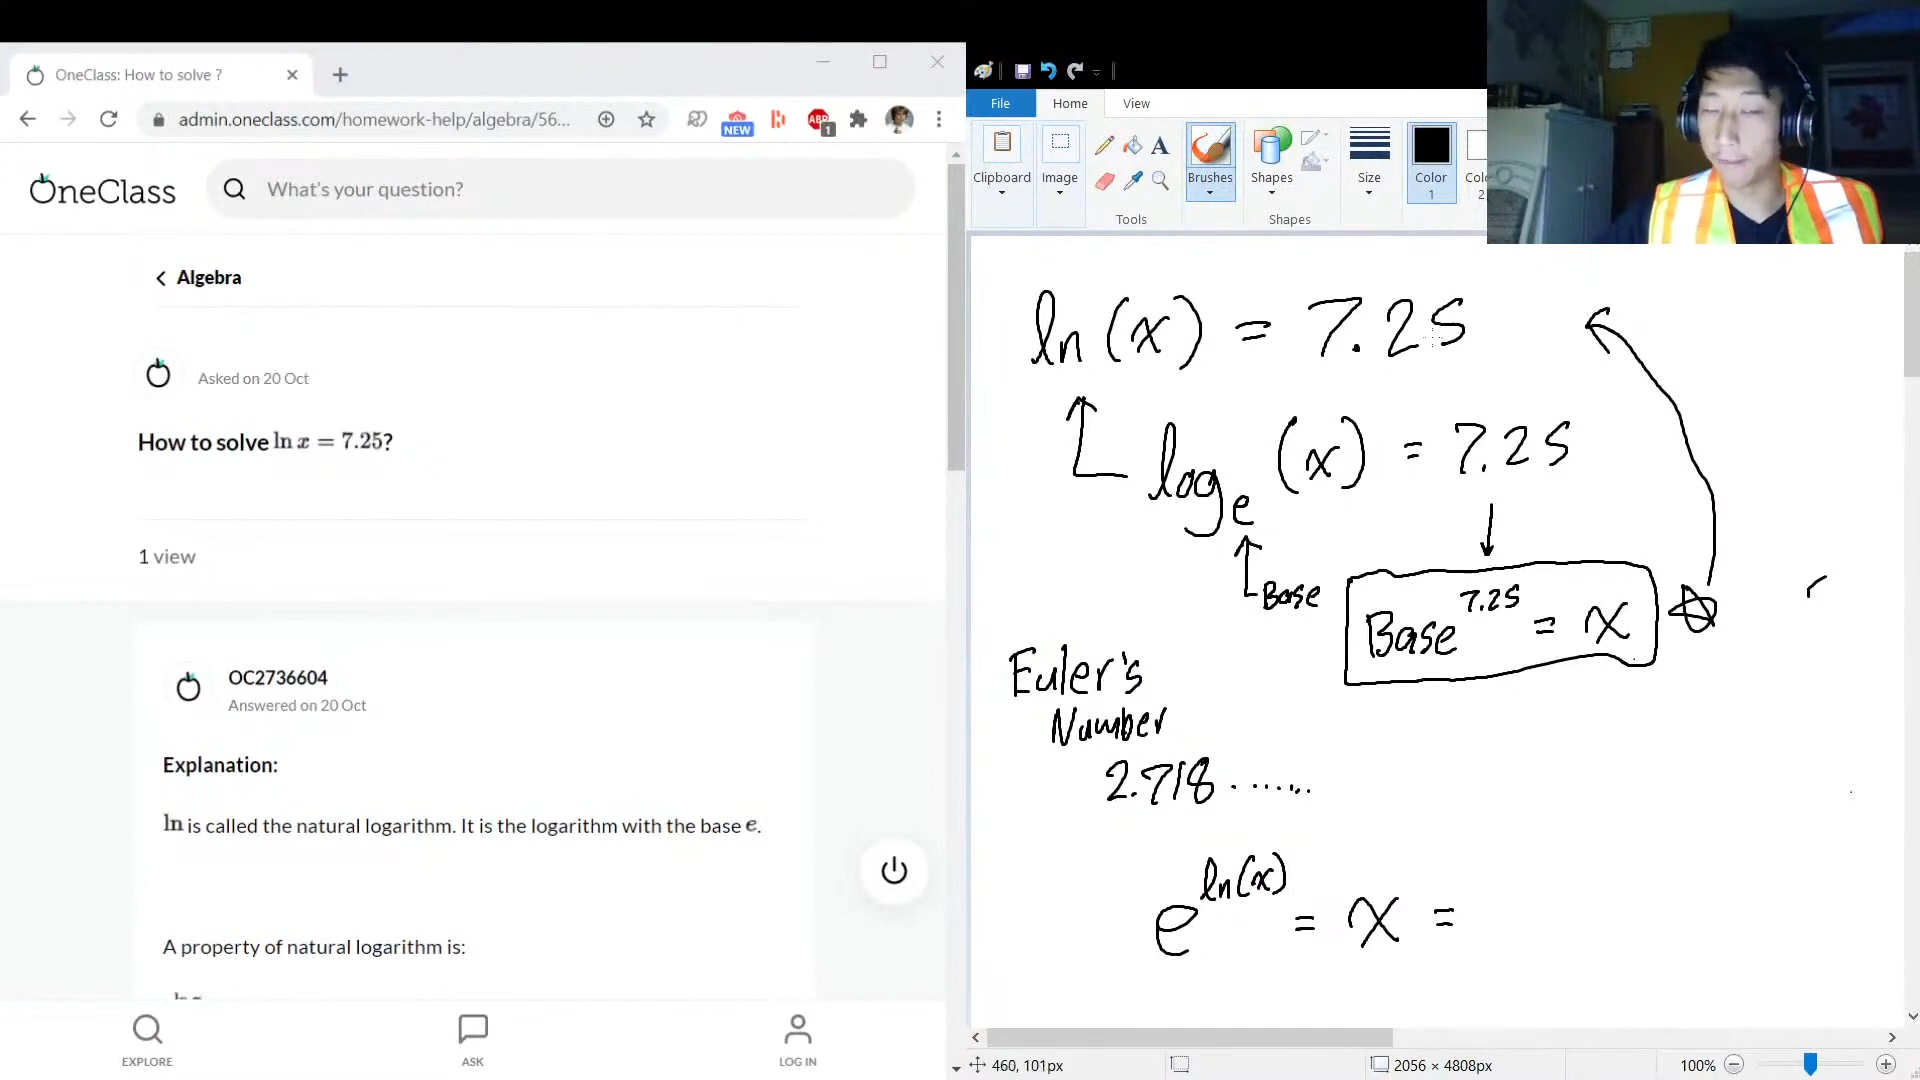 OneClass: How to solve ?
admin.oneclass.com/homework-help/algebra/56...
NEW
ABP
1
OneClass
What's your question?
Algebra
Asked on 20 Oct
How to solve ln x = 7.25?
1 view
OC2736604
Answered on 20 Oct
Explanation:
ln is called the natural logarithm. It is the logarithm with the base e.
A property of natural logarithm is:
EXPLORE
ASK
LOG IN
File
Home
View
Clipboard
Image
Tools
Brushes
Shapes
Shapes
Size
Color
1
2
ln(x) = 7.25
log e (x) = 7.25
Base
Base^7.25 = x
Euler's
Number
2.718.......
e^ln(x) = x =
460, 101px
2056 × 4808px
100%